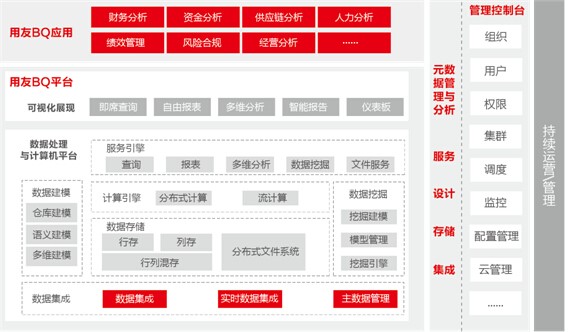 用友BQ应用
财务分析 资金分析 供应链分析 人力分析
绩效管理 风险合规 经营分析 ······
用友BQ平台
可视化展现 即席查询 自由报表 多维分析 智能报告 仪表板
数据处理
与计算机平台
服务引擎
查询 报表 多维分析 数据挖掘 文件服务
数据建模
仓库建模
语义建模
多维建模
计算引擎 分布式计算 流计算
数据存储
行存 列存
行列混存
分布式文件系统
数据挖掘
挖掘建模
模型管理
挖掘引擎
数据集成 数据集成 实时数据集成 主数据管理
元数
据管
理与
分析
服务
设计
存储
集成
管理控制台
组织
用户
权限
集群
调度
监控
配置管理
云管理
······
持续运营/管理